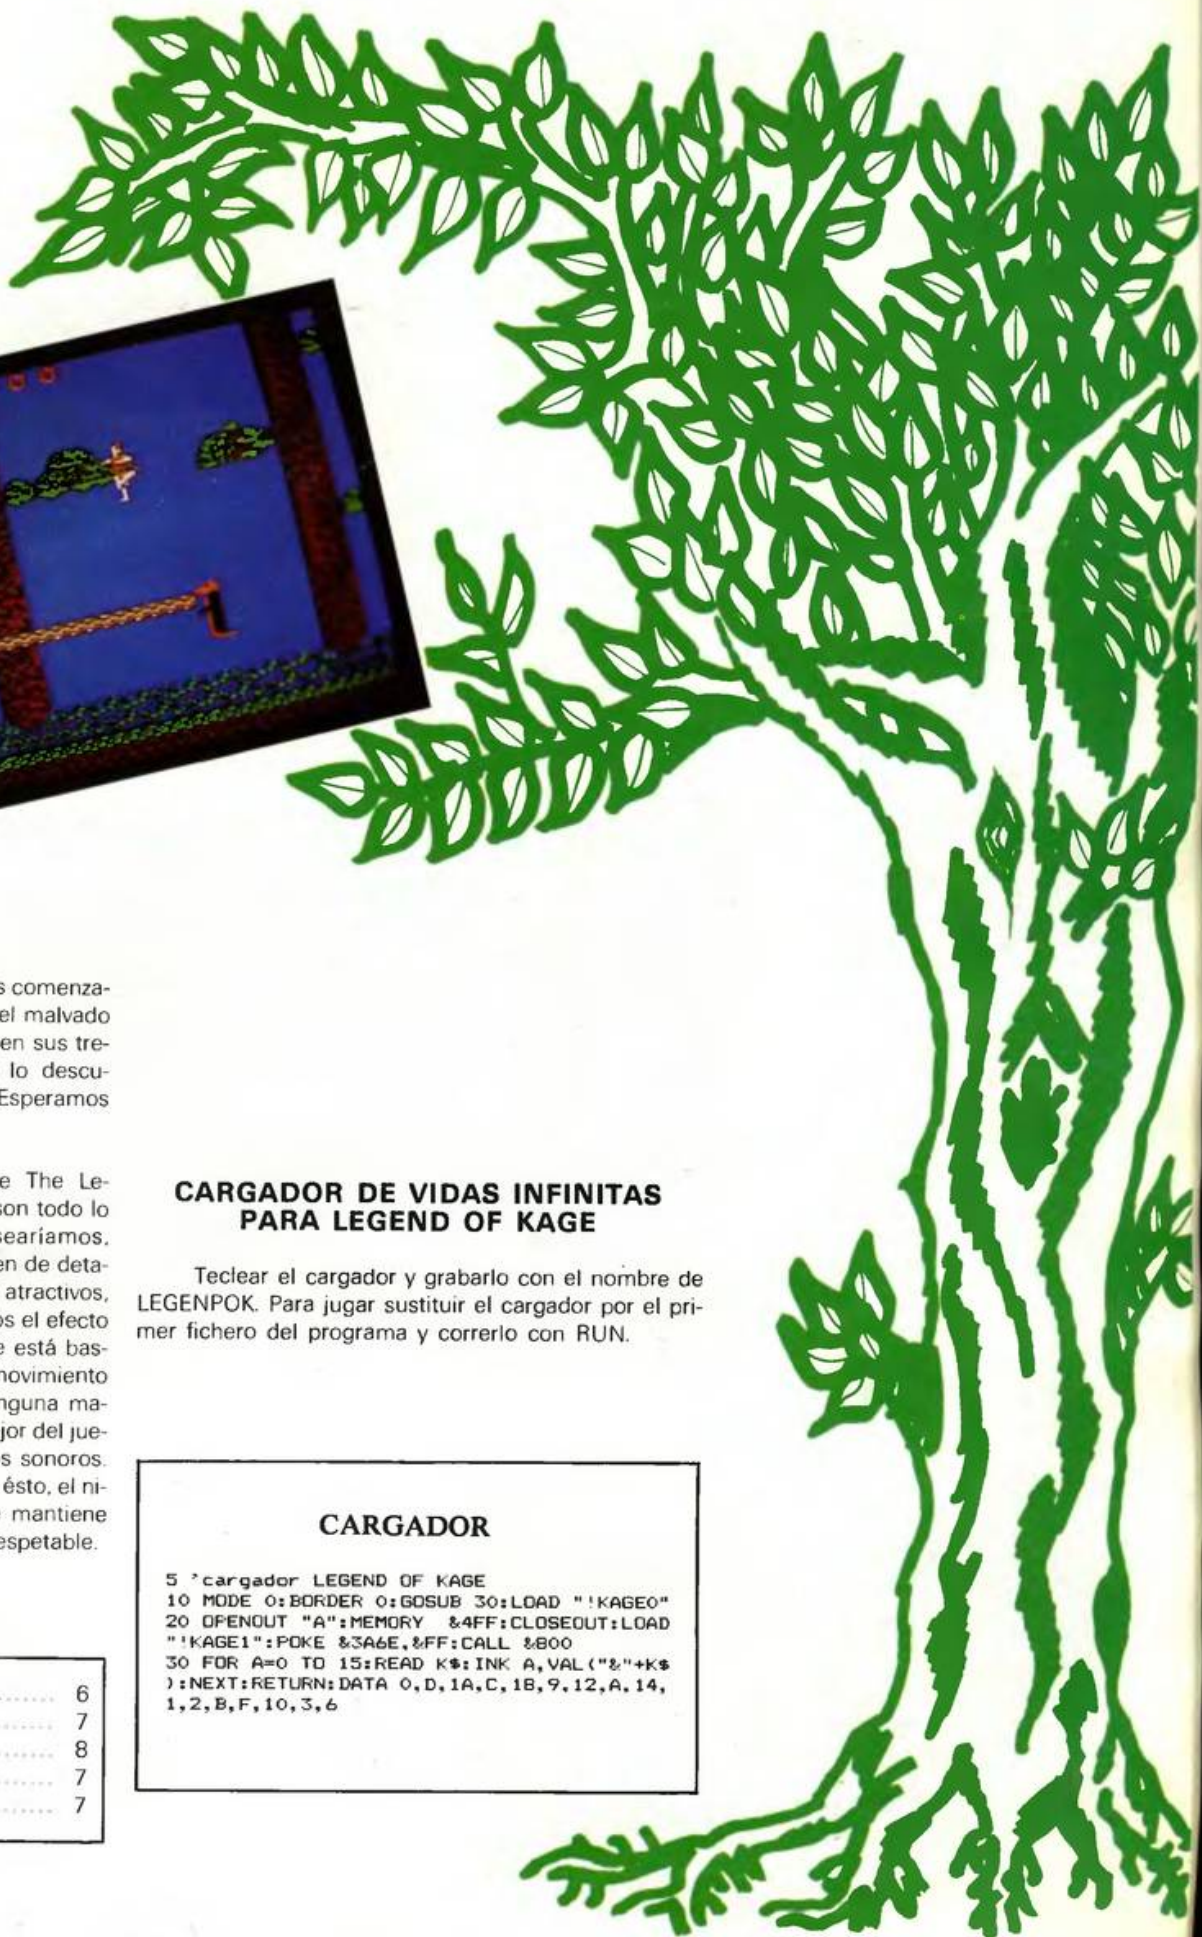 s comenza-
el malvado
en sus tre-
lo descu-
Esperamos
e The Le-
son todo lo
searíamos,
en de deta-
atractivos,
os el efecto
e está bas-
movimiento
nguna ma-
jor del jue-
s sonoros.
ésto, el ni-
mantiene
espetable.
6
7
8
7
7
CARGADOR DE VIDAS INFINITAS
PARA LEGEND OF KAGE
Teclear el cargador y grabarlo con el nombre de
LEGENPOK. Para jugar sustituir el cargador por el pri-
mer fichero del programa y correrlo con RUN.
CARGADOR
5 'cargador LEGEND OF KAGE
10 MODE 0:BORDER 0:GOSUB 30:LOAD "!KAGE0"
20 OPENOUT "A":MEMORY &4FF:CLOSEOUT:LOAD
"!KAGE1":POKE &3A6E,&FF:CALL &800
30 FOR A=0 TO 15:READ K$:INK A,VAL("&"+K$
):NEXT:RETURN:DATA 0,D,1A,C,18,9,12,A,14,
1,2,B,F,10,3,6